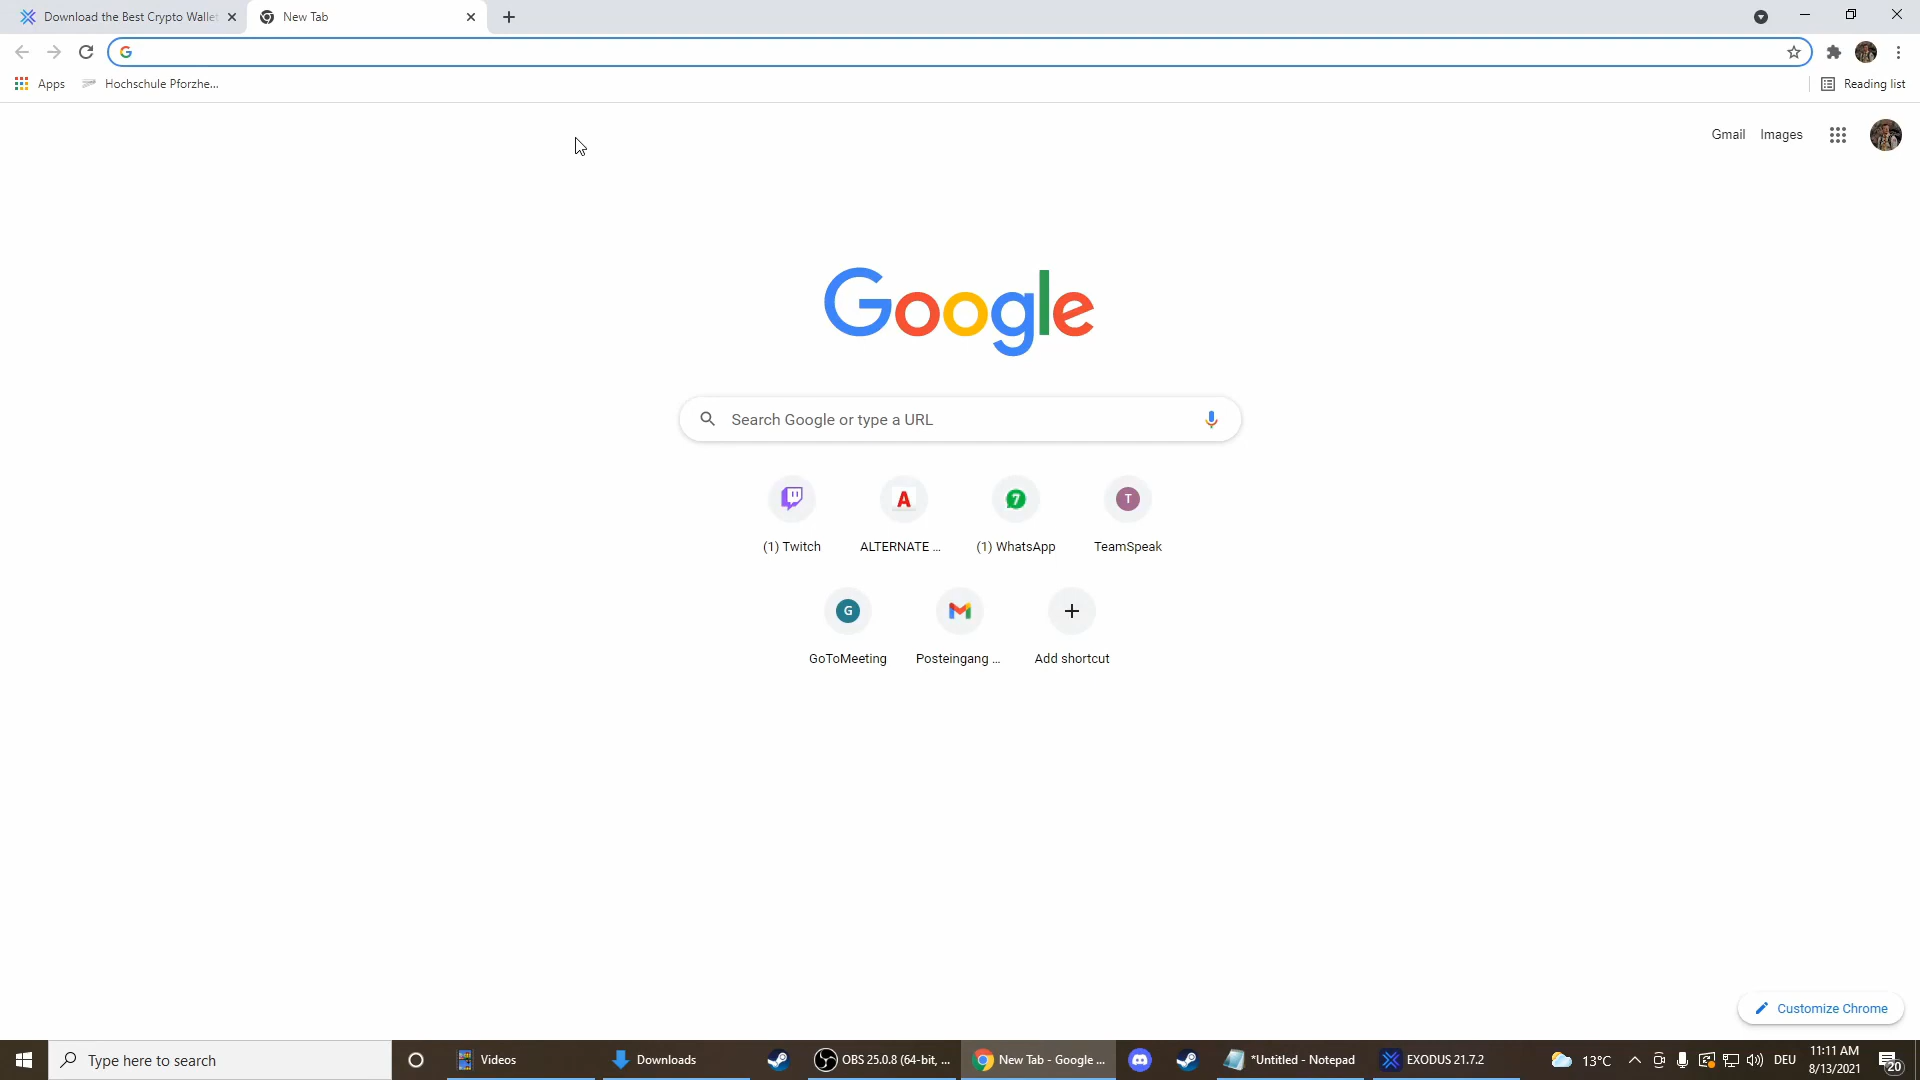 Download the Best Crypto Wallet
New Tab
Apps
Hochschule Pforzhe...
Reading list
Gmail
Images
Google
Search Google or type a URL
(1) Twitch
ALTERNATE ...
(1) WhatsApp
TeamSpeak
GoToMeeting
Posteingang ...
Add shortcut
Customize Chrome
Type here to search
Videos
Downloads
OBS 25.0.8 (64-bit, ...
New Tab - Google ...
*Untitled - Notepad
EXODUS 21.7.2
13°C
DEU
11:11 AM
8/13/2021
20